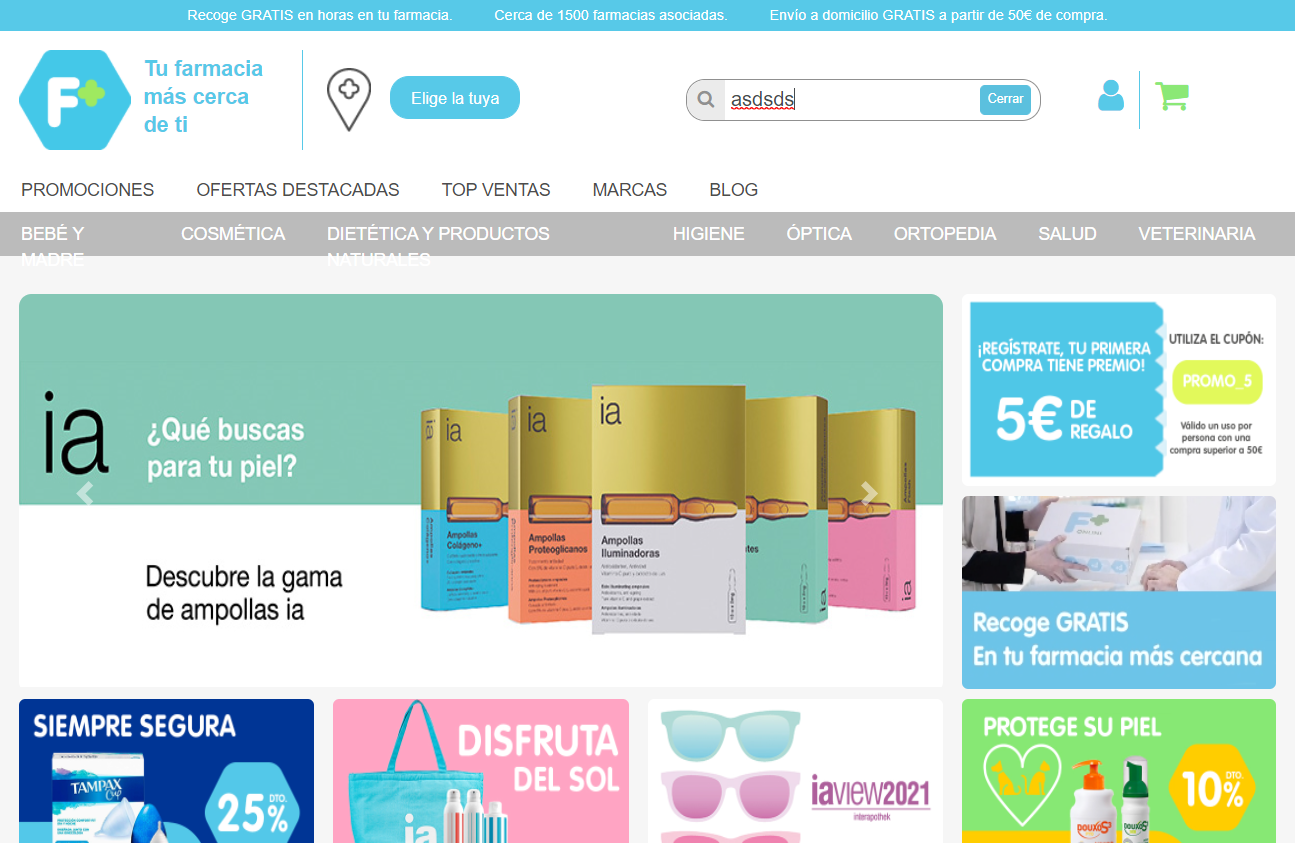 Recoge GRATIS en horas en tu farmacia. Cerca de 1500 farmacias asociadas. Envío a domicilio GRATIS a partir de 50€ de compra.
F+
Tu farmacia
más cerca
de ti
Elige la tuya
asdsds
Cerrar
PROMOCIONES OFERTAS DESTACADAS TOP VENTAS MARCAS BLOG
BEBÉ Y COSMÉTICA DIETÉTICA Y PRODUCTOS HIGIENE ÓPTICA ORTOPEDIA SALUD VETERINARIA
MADRE NATURALES
ia
¿Qué buscas
para tu piel?
Descubre la gama
de ampollas ia
ia
ia
ia
ia
Ampollas
Colágeno+
Ampollas
Proteoglicanos
Ampollas
Iluminadoras
ia
¡REGÍSTRATE, TU PRIMERA
COMPRA TIENE PREMIO!
5€ DE
REGALO
UTILIZA EL CUPÓN:
PROMO_5
Válido un uso por
persona con una
compra superior a 50€
F+
Recoge GRATIS
En tu farmacia más cercana
SIEMPRE SEGURA
TAMPAX
Cup
25% DTO.
DISFRUTA
DEL SOL
ia
iaview2021
interapothek
PROTEGE SU PIEL
10% DTO.
DOUXO S3